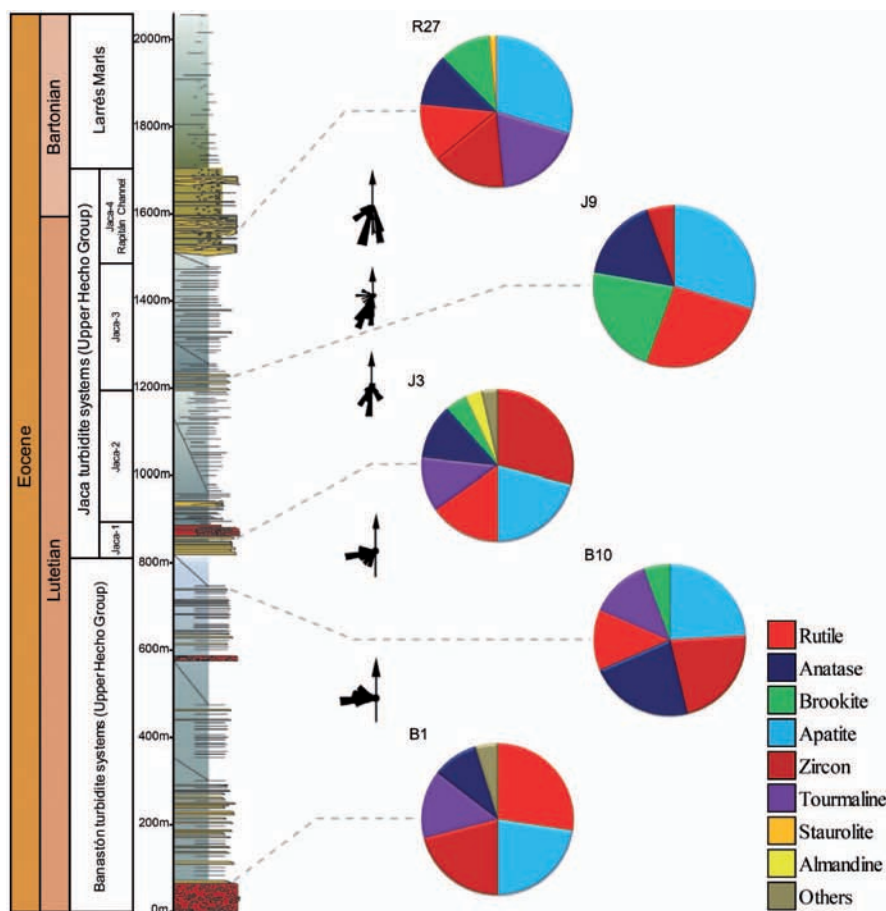 Eocene
Bartonian
Lutetian
Larrés Marls
Jaca turbidite systems (Upper Hecho Group)
Jaca-4
Rapitán Channel
Jaca-3
Jaca-2
Jaca-1
Banastón turbidite systems (Upper Hecho Group)
2000m
1800m
1600m
1400m
1200m
1000m
800m
600m
400m
200m
0m
R27
J9
J3
B10
B1
Rutile
Anatase
Brookite
Apatite
Zircon
Tourmaline
Staurolite
Almandine
Others